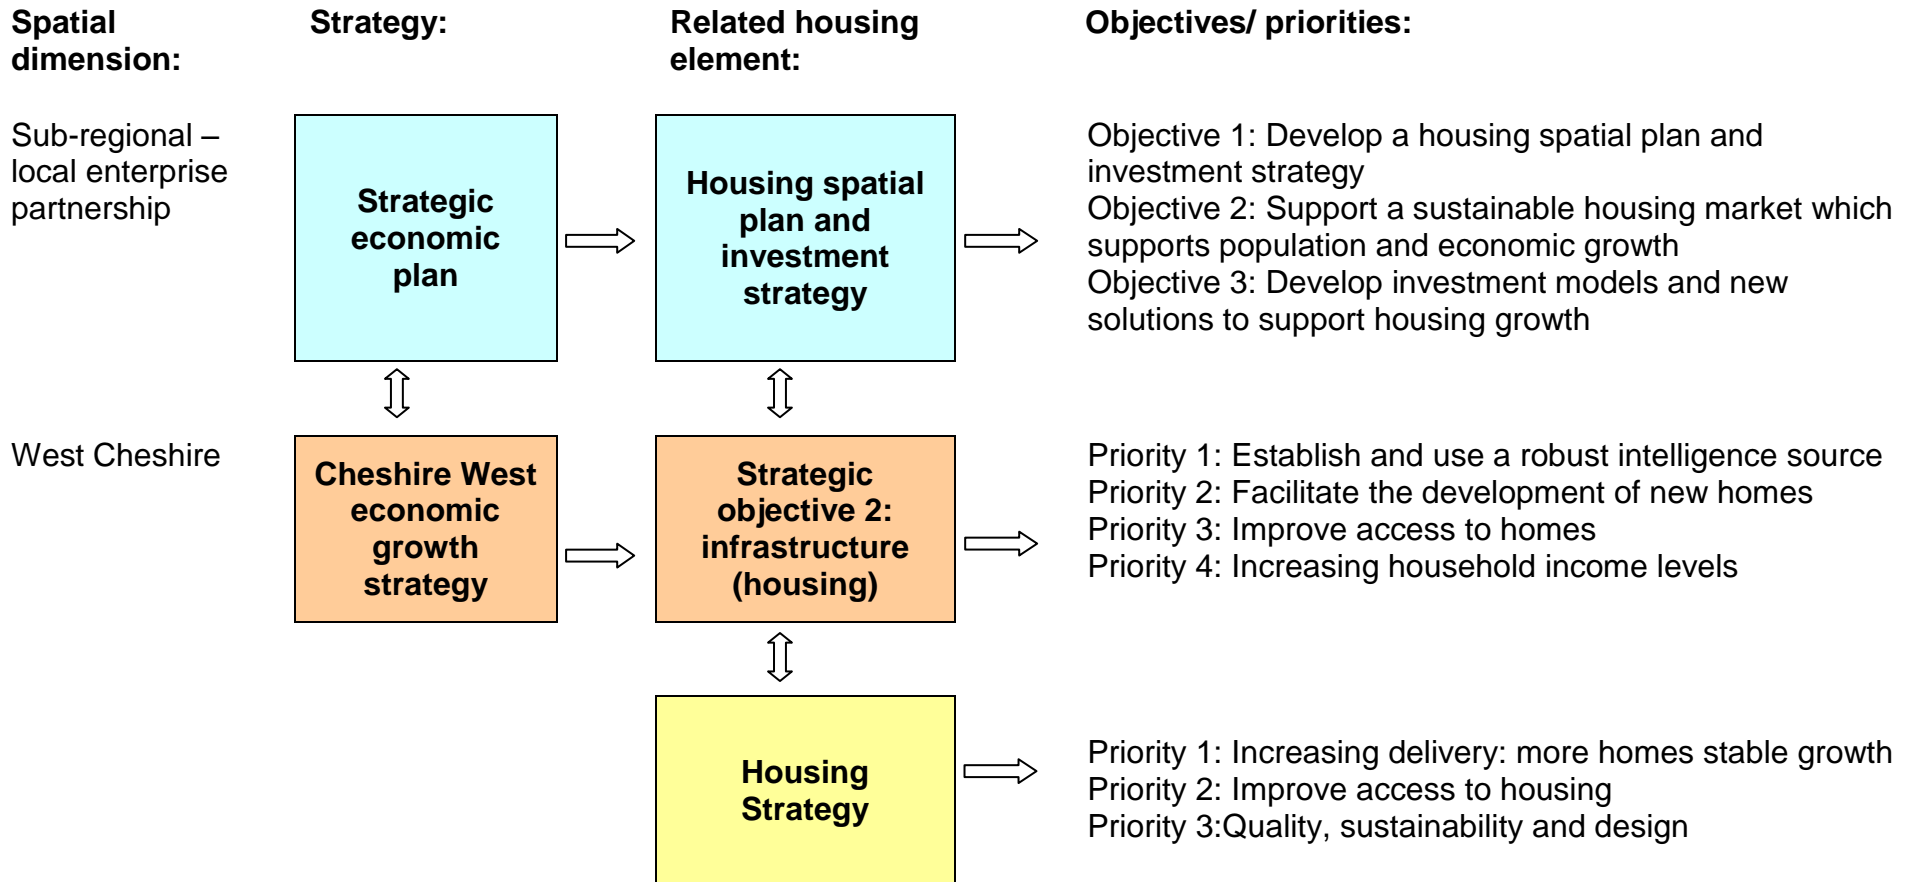 Spatial dimension:
Strategy:
Related housing element:
Objectives/ priorities:
Sub-regional –
local enterprise
partnership
Strategic
economic
plan
Housing spatial
plan and
investment
strategy
Objective 1: Develop a housing spatial plan and
investment strategy
Objective 2: Support a sustainable housing market which
supports population and economic growth
Objective 3: Develop investment models and new
solutions to support housing growth
West Cheshire
Cheshire West
economic
growth
strategy
Strategic
objective 2:
infrastructure
(housing)
Priority 1: Establish and use a robust intelligence source
Priority 2: Facilitate the development of new homes
Priority 3: Improve access to homes
Priority 4: Increasing household income levels
Housing
Strategy
Priority 1: Increasing delivery: more homes stable growth
Priority 2: Improve access to housing
Priority 3:Quality, sustainability and design